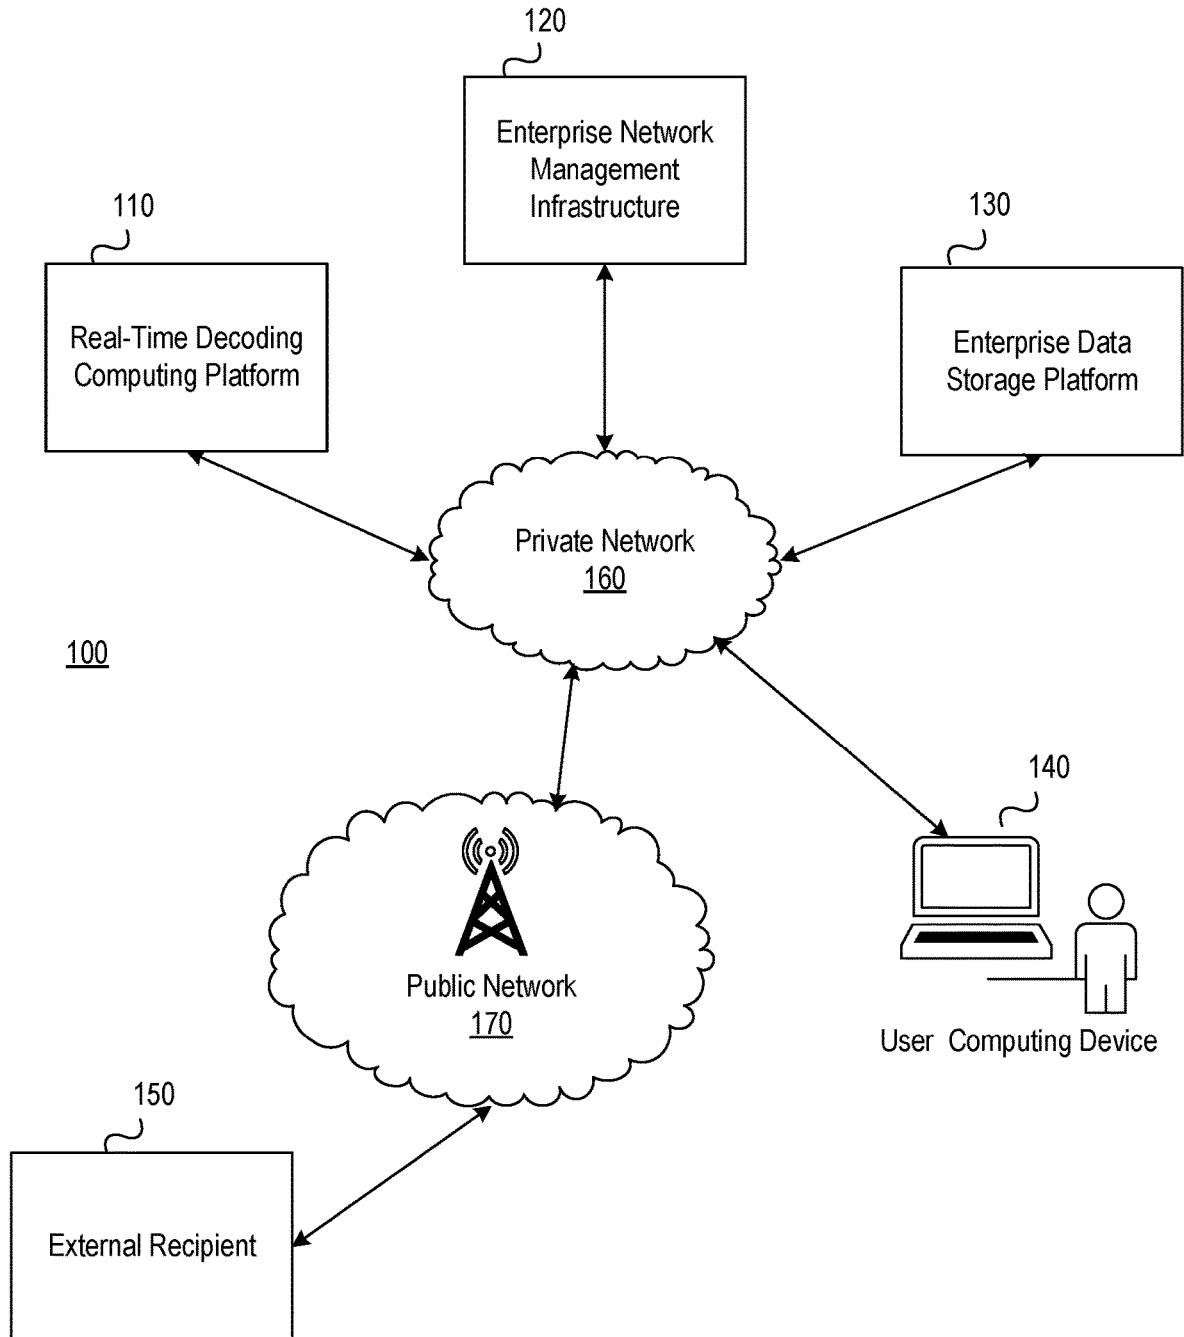 120
Enterprise Network
Management
Infrastructure
110
Real-Time Decoding
Computing Platform
130
Enterprise Data
Storage Platform
Private Network
160
100
140
User Computing Device
Public Network
170
150
External Recipient